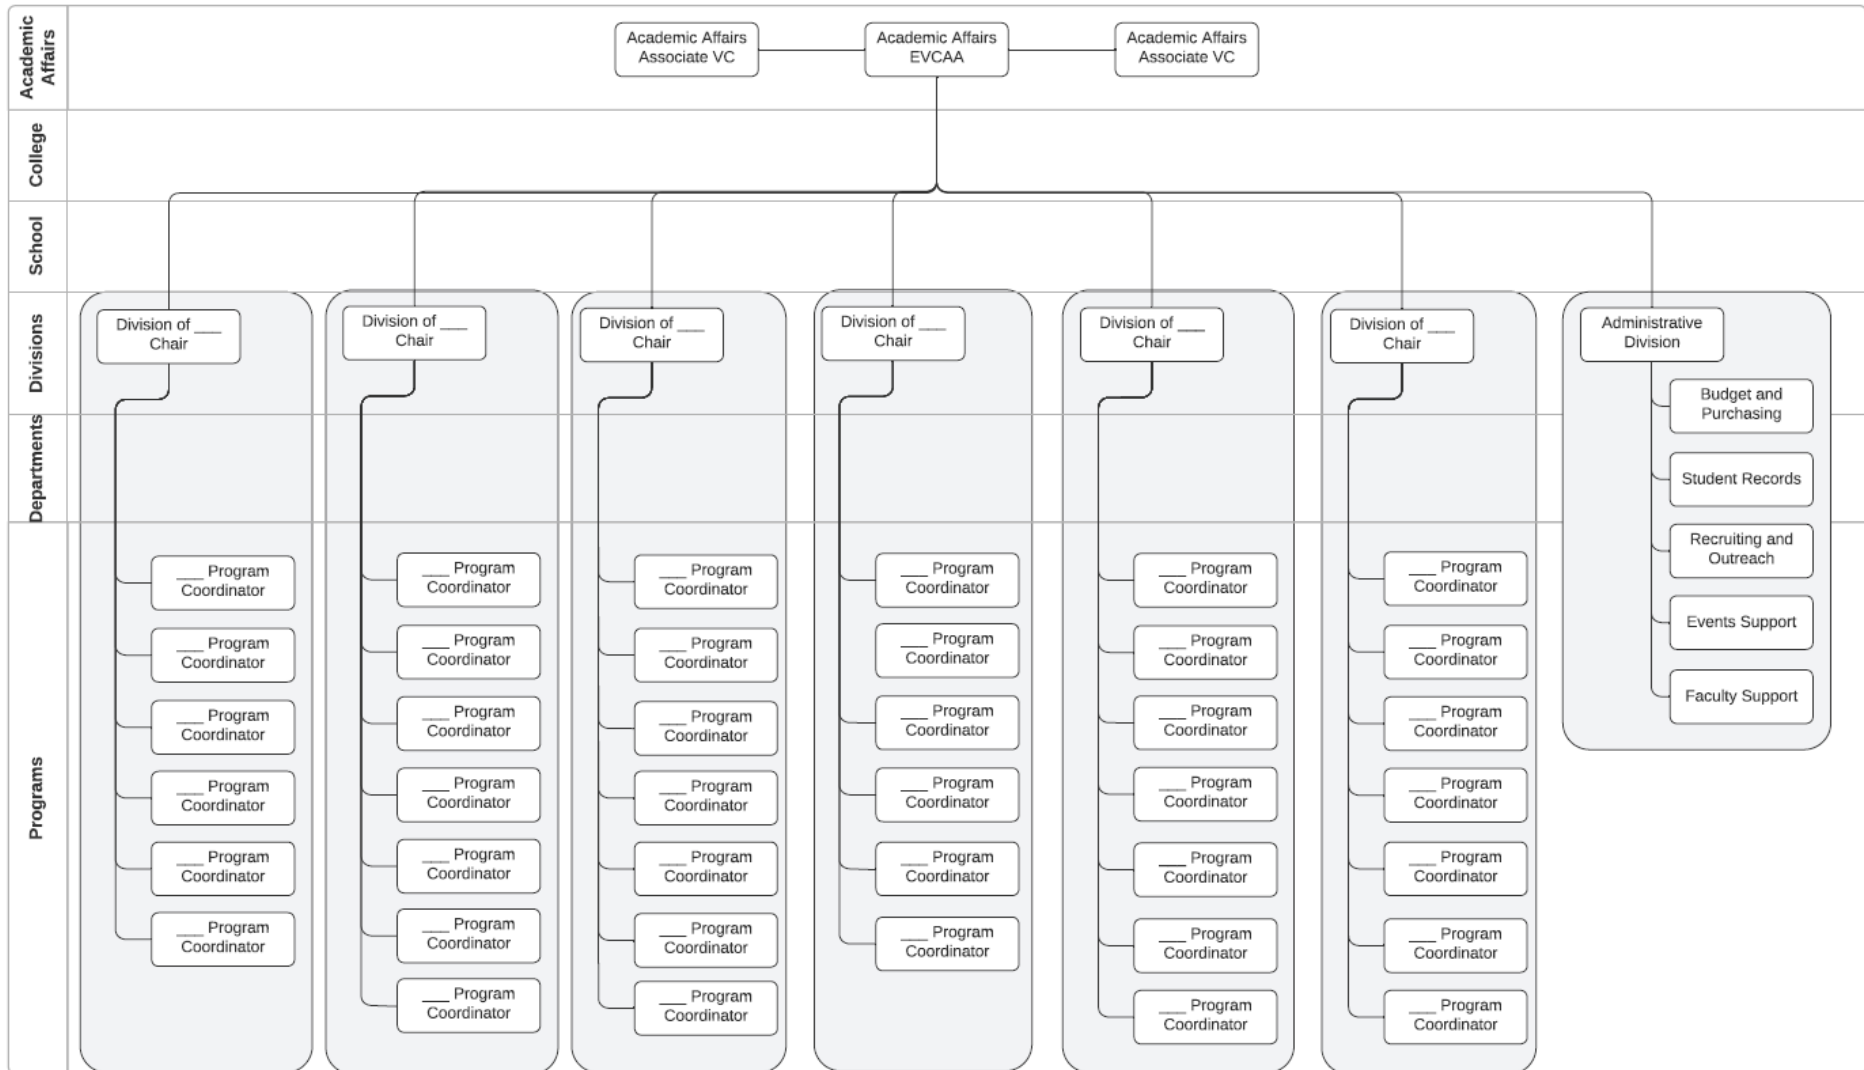 Academic
Affairs
Academic Affairs
Associate VC
Academic Affairs
EVCAA
Academic Affairs
Associate VC
College
School
Divisions
Division of ___
Chair
Division of ___
Chair
Division of ___
Chair
Division of ___
Chair
Division of ___
Chair
Division of ___
Chair
Administrative
Division
Budget and
Purchasing
Departments
Student Records
Recruiting and
Outreach
Events Support
Faculty Support
Programs
___ Program
Coordinator
___ Program
Coordinator
___ Program
Coordinator
___ Program
Coordinator
___ Program
Coordinator
___ Program
Coordinator
___ Program
Coordinator
___ Program
Coordinator
___ Program
Coordinator
___ Program
Coordinator
___ Program
Coordinator
___ Program
Coordinator
___ Program
Coordinator
___ Program
Coordinator
___ Program
Coordinator
___ Program
Coordinator
___ Program
Coordinator
___ Program
Coordinator
___ Program
Coordinator
___ Program
Coordinator
___ Program
Coordinator
___ Program
Coordinator
___ Program
Coordinator
___ Program
Coordinator
___ Program
Coordinator
___ Program
Coordinator
___ Program
Coordinator
___ Program
Coordinator
___ Program
Coordinator
___ Program
Coordinator
___ Program
Coordinator
___ Program
Coordinator
___ Program
Coordinator
___ Program
Coordinator
___ Program
Coordinator
___ Program
Coordinator
___ Program
Coordinator
___ Program
Coordinator
___ Program
Coordinator
___ Program
Coordinator